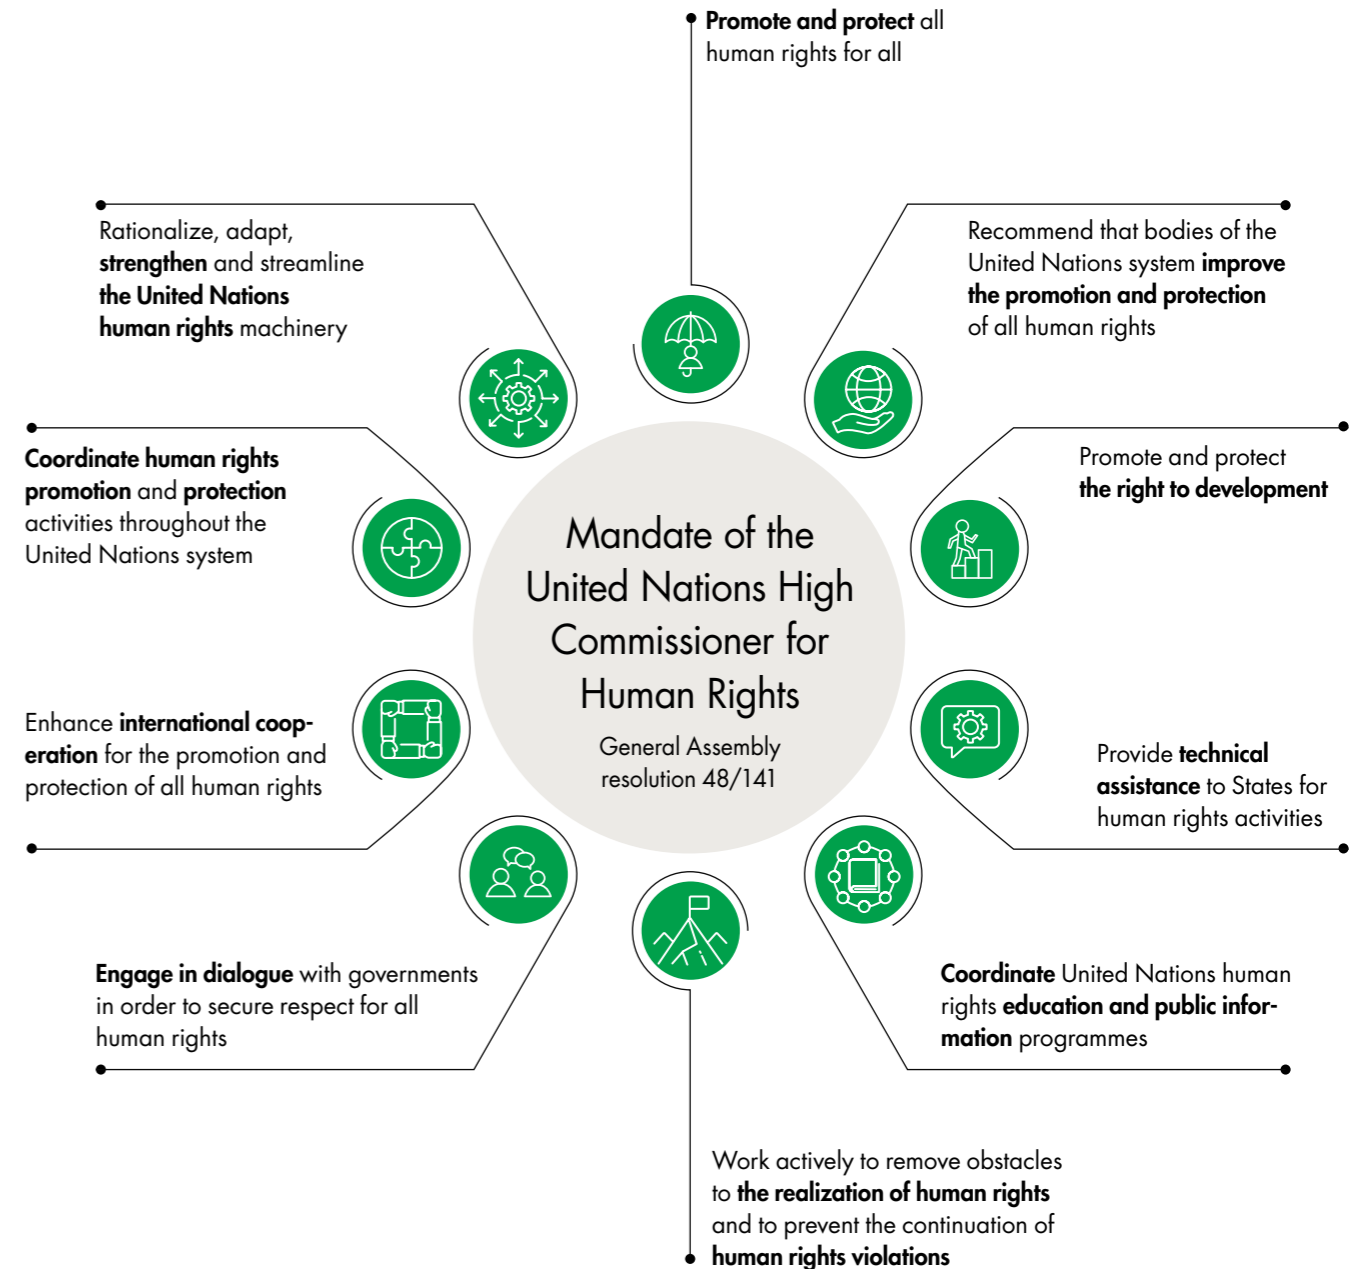 Promote and protect all
human rights for all
Rationalize, adapt,
strengthen and streamline
the United Nations
human rights machinery
Recommend that bodies of the
United Nations system improve
the promotion and protection
of all human rights
Coordinate human rights
promotion and protection
activities throughout the
United Nations system
Promote and protect
the right to development
Mandate of the
United Nations High
Commissioner for
Human Rights
General Assembly
resolution 48/141
Enhance international coop-
eration for the promotion and
protection of all human rights
Provide technical
assistance to States for
human rights activities
Engage in dialogue with governments
in order to secure respect for all
human rights
Coordinate United Nations human
rights education and public infor-
mation programmes
Work actively to remove obstacles
to the realization of human rights
and to prevent the continuation of
human rights violations